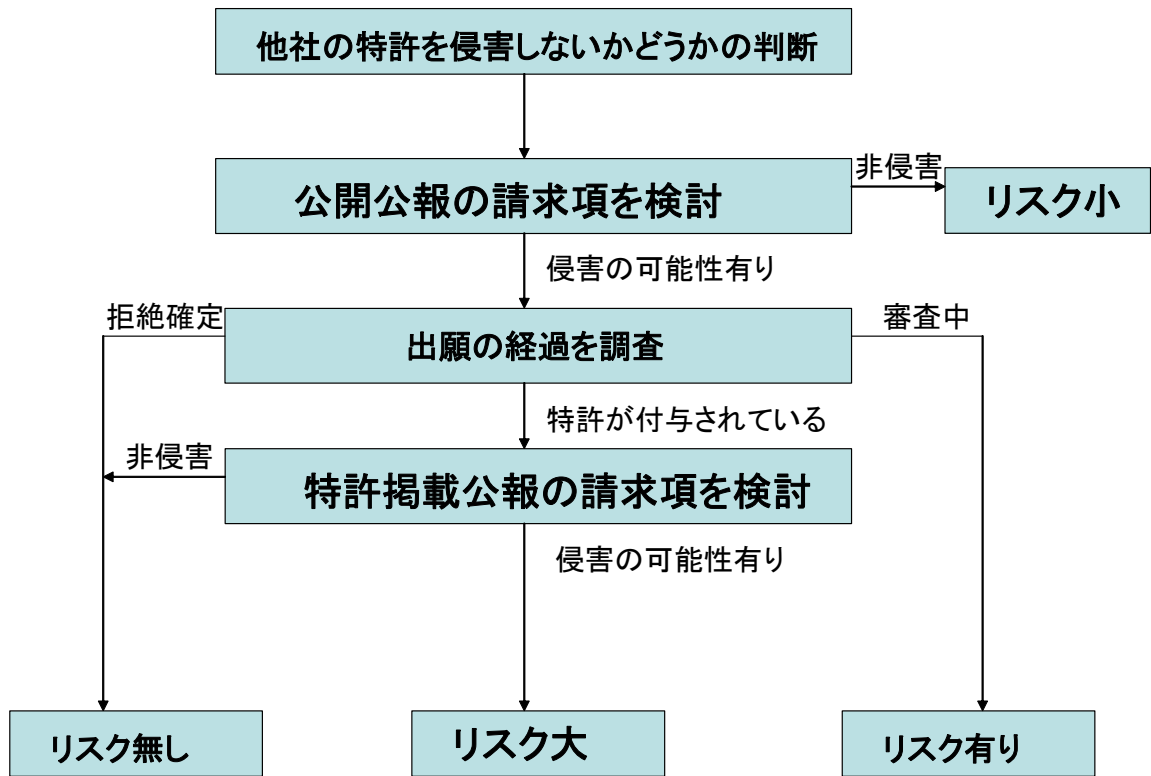 他社の特許を侵害しないかどうかの判断
公開公報の請求項を検討
非侵害
リスク小
侵害の可能性有り
拒絶確定
出願の経過を調査
審査中
特許が付与されている
非侵害
特許掲載公報の請求項を検討
侵害の可能性有り
リスク無し
リスク大
リスク有り